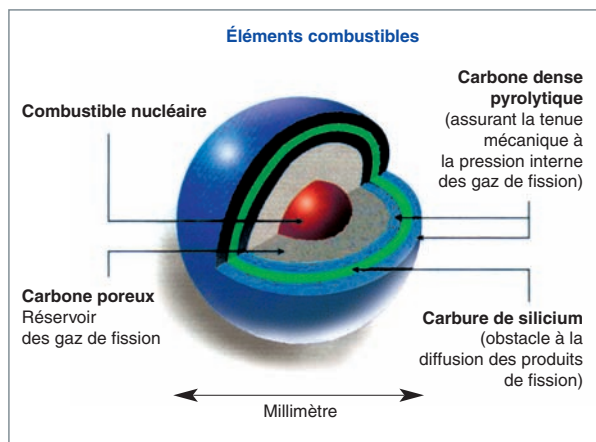 Éléments combustibles
Combustible nucléaire
Carbone dense
pyrolytique
(assurant la tenue
mécanique à
la pression interne
des gaz de fission)
Carbone poreux
Réservoir
des gaz de fission
Carbure de silicium
(obstacle à la
diffusion des produits
de fission)
Millimètre